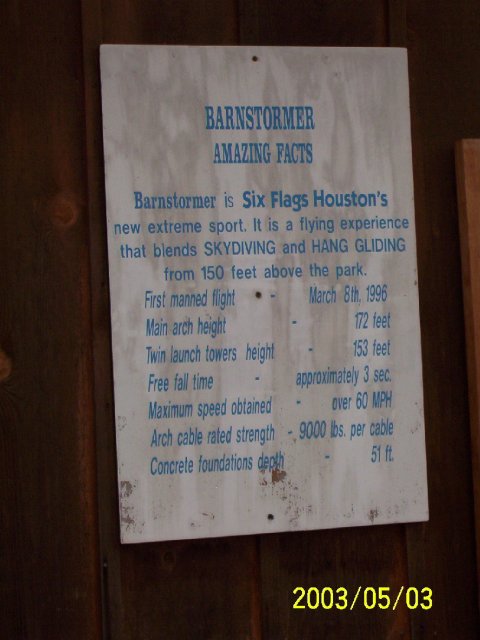 BARNSTORMER
AMAZING FACTS
Barnstormer is Six Flags Houston's
new extreme sport. It is a flying experience
that blends SKYDIVING and HANG GLIDING
from 150 feet above the park.
First manned flight - March 8th, 1996
Main arch height - 172 feet
Twin launch towers height - 153 feet
Free fall time - approximately 3 sec.
Maximum speed obtained - over 60 MPH
Arch cable rated strength - 9000 lbs. per cable
Concrete foundations depth - 51 ft.
2003/05/03